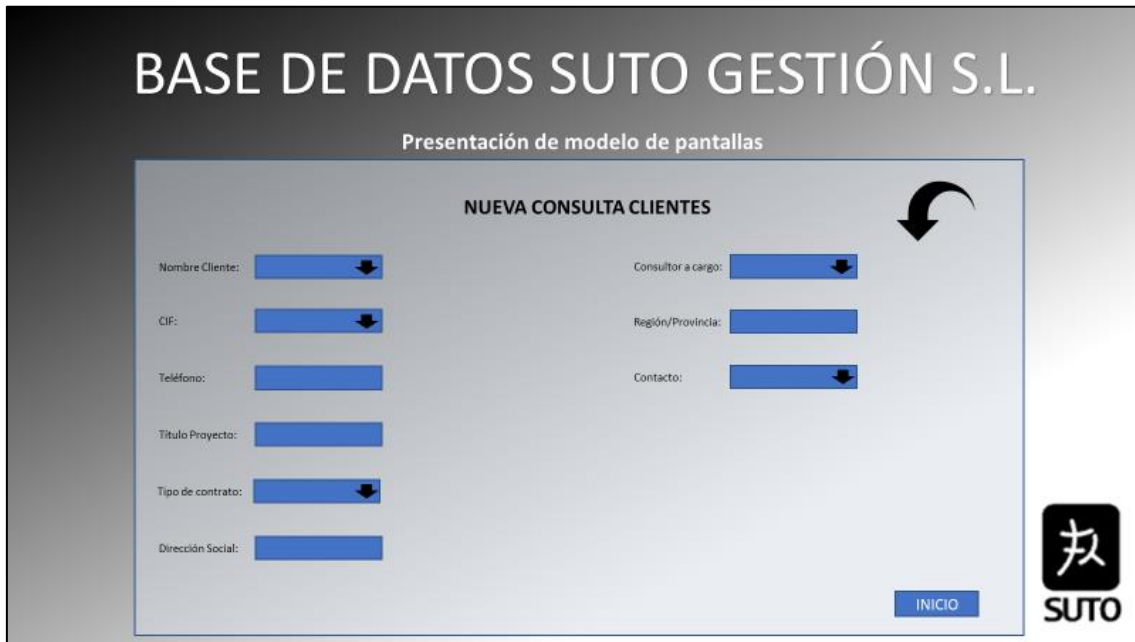 BASE DE DATOS SUTO GESTIÓN S.L.
Presentación de modelo de pantallas
NUEVA CONSULTA CLIENTES
Nombre Cliente:
Consultor a cargo:
CIF:
Región/Provincia:
Teléfono:
Contacto:
Título Proyecto:
Tipo de contrato:
Dirección Social:
INICIO
SUTO